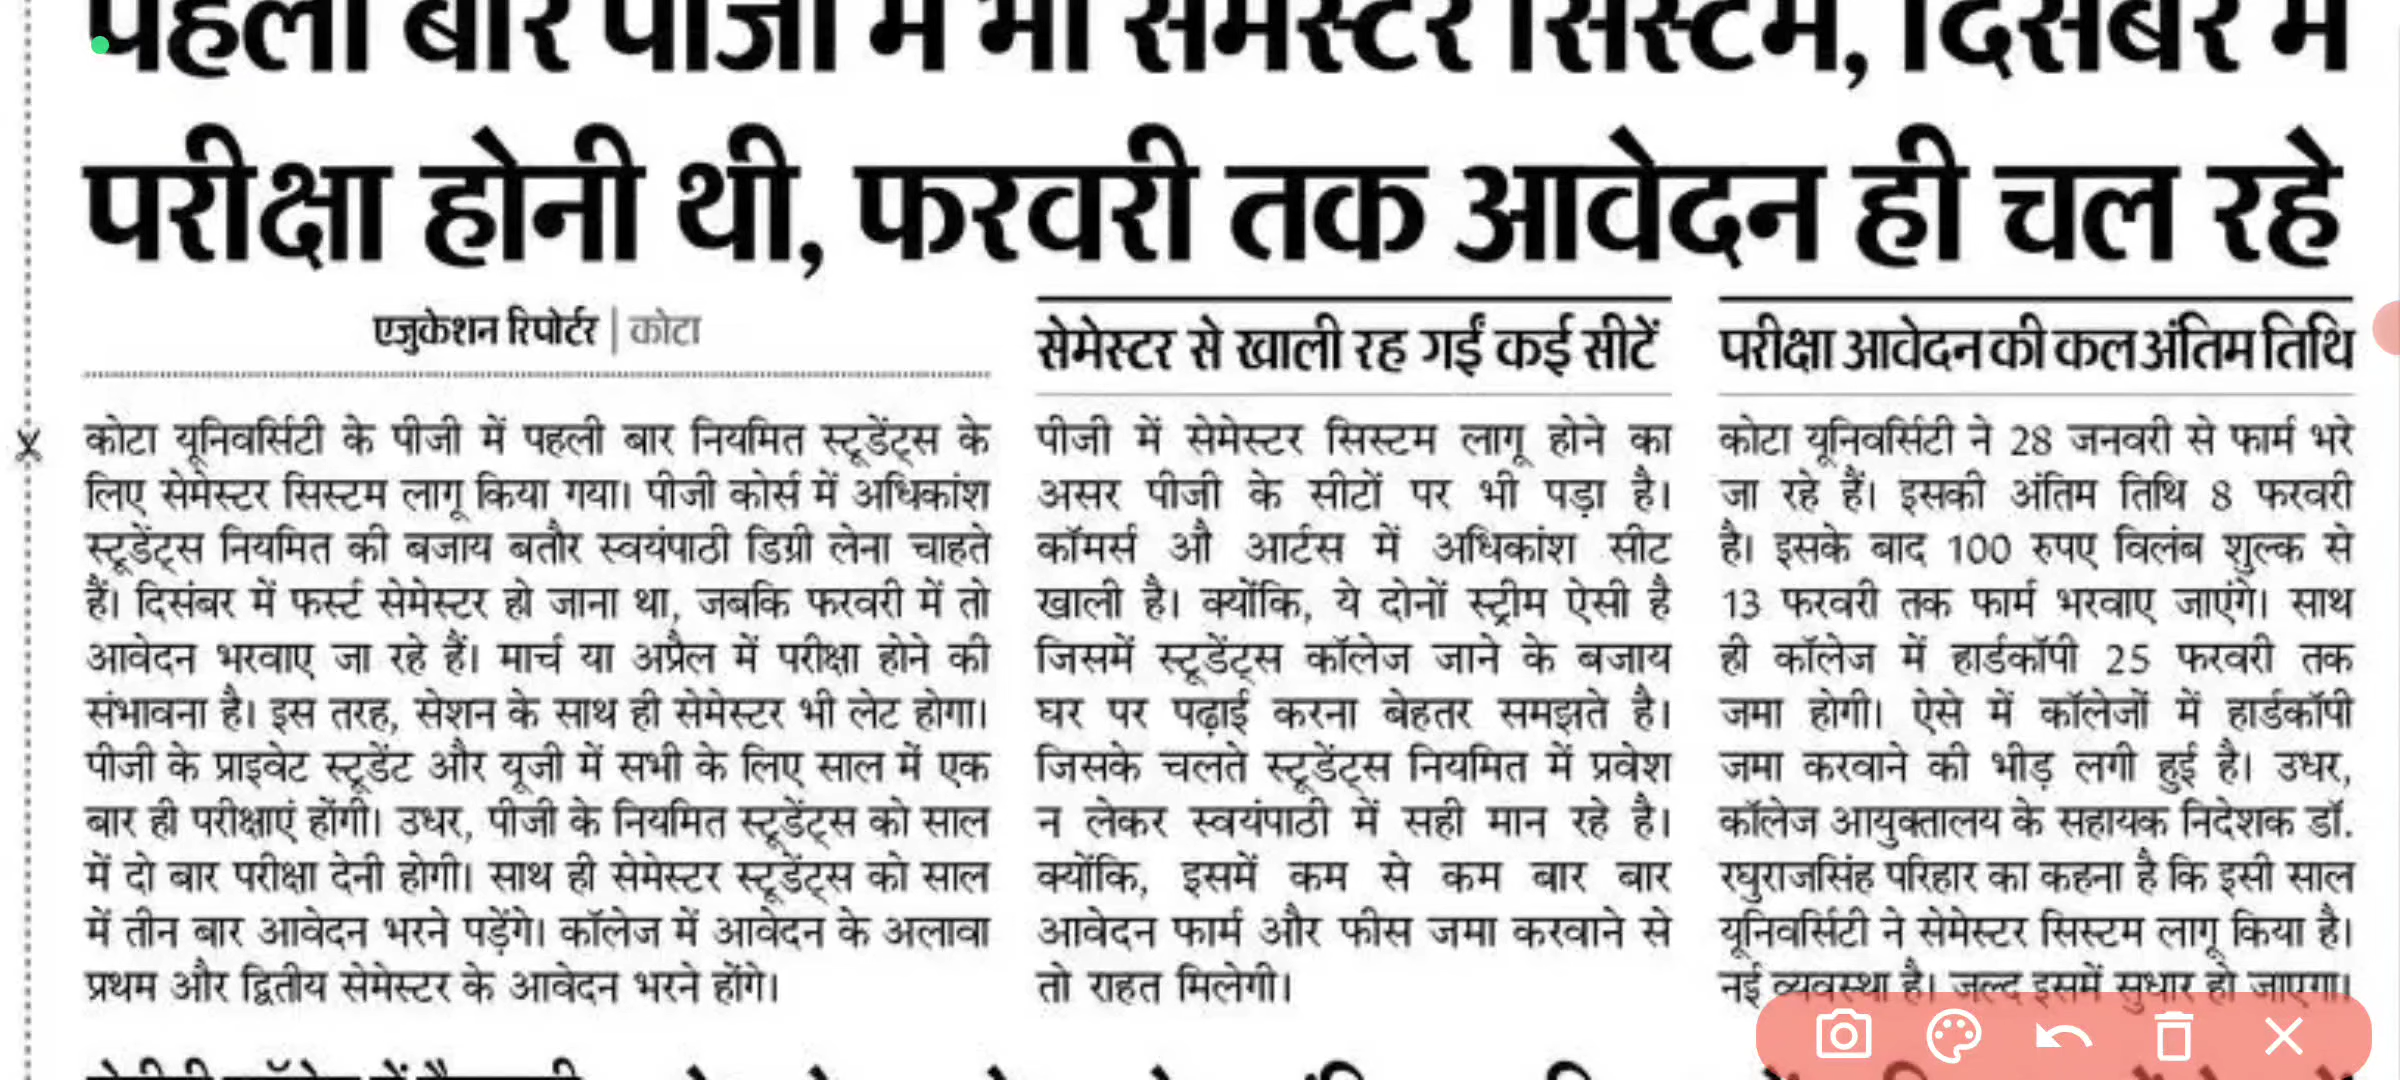 पहली बार पीजी में भी सेमेस्टर सिस्टम, दिसंबर में
परीक्षा होनी थी, फरवरी तक आवेदन ही चल रहे
एजुकेशन रिपोर्टर | कोटा
कोटा यूनिवर्सिटी के पीजी में पहली बार नियमित स्टूडेंट्स के
लिए सेमेस्टर सिस्टम लागू किया गया। पीजी कोर्स में अधिकांश
स्टूडेंट्स नियमित की बजाय बतौर स्वयंपाठी डिग्री लेना चाहते
हैं। दिसंबर में फर्स्ट सेमेस्टर हो जाना था, जबकि फरवरी में तो
आवेदन भरवाए जा रहे हैं। मार्च या अप्रैल में परीक्षा होने की
संभावना है। इस तरह, सेशन के साथ ही सेमेस्टर भी लेट होगा।
पीजी के प्राइवेट स्टूडेंट और यूजी में सभी के लिए साल में एक
बार ही परीक्षाएं होंगी। उधर, पीजी के नियमित स्टूडेंट्स को साल
में दो बार परीक्षा देनी होगी। साथ ही सेमेस्टर स्टूडेंट्स को साल
में तीन बार आवेदन भरने पड़ेंगे। कॉलेज में आवेदन के अलावा
प्रथम और द्वितीय सेमेस्टर के आवेदन भरने होंगे।
सेमेस्टर से खाली रह गईं कई सीटें
पीजी में सेमेस्टर सिस्टम लागू होने का
असर पीजी के सीटों पर भी पड़ा है।
कॉमर्स औ आर्टस में अधिकांश सीट
खाली है। क्योंकि, ये दोनों स्ट्रीम ऐसी है
जिसमें स्टूडेंट्स कॉलेज जाने के बजाय
घर पर पढ़ाई करना बेहतर समझते है।
जिसके चलते स्टूडेंट्स नियमित में प्रवेश
न लेकर स्वयंपाठी में सही मान रहे है।
क्योंकि, इसमें कम से कम बार बार
आवेदन फार्म और फीस जमा करवाने से
तो राहत मिलेगी।
परीक्षा आवेदन की कल अंतिम तिथि
कोटा यूनिवर्सिटी ने 28 जनवरी से फार्म भरे
जा रहे हैं। इसकी अंतिम तिथि 8 फरवरी
है। इसके बाद 100 रुपए विलंब शुल्क से
13 फरवरी तक फार्म भरवाए जाएंगे। साथ
ही कॉलेज में हार्डकॉपी 25 फरवरी तक
जमा होगी। ऐसे में कॉलेजों में हार्डकॉपी
जमा करवाने की भीड़ लगी हुई है। उधर,
कॉलेज आयुक्तालय के सहायक निदेशक डॉ.
रघुराजसिंह परिहार का कहना है कि इसी साल
यूनिवर्सिटी ने सेमेस्टर सिस्टम लागू किया है।
नई व्यवस्था है। जल्द इसमें सुधार हो जाएगा।